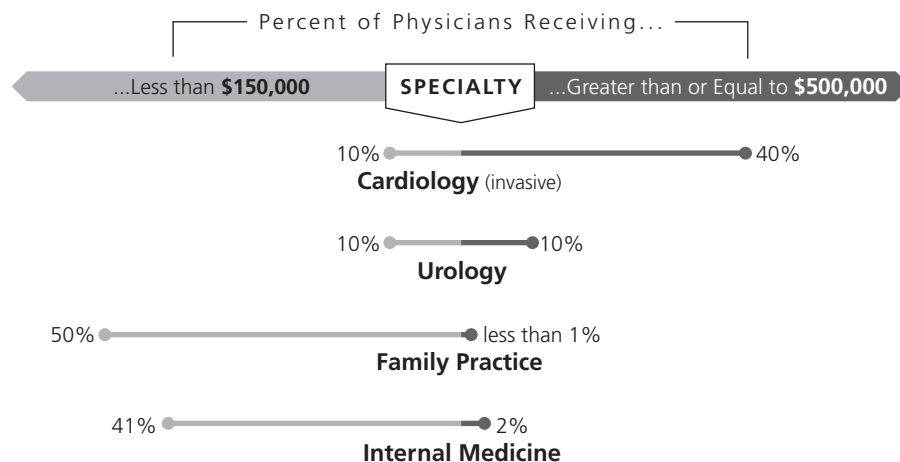 Percent of Physicians Receiving...
...Less than $150,000 SPECIALTY ...Greater than or Equal to $500,000
10% 40%
Cardiology (invasive)
10% 10%
Urology
50% less than 1%
Family Practice
41% 2%
Internal Medicine